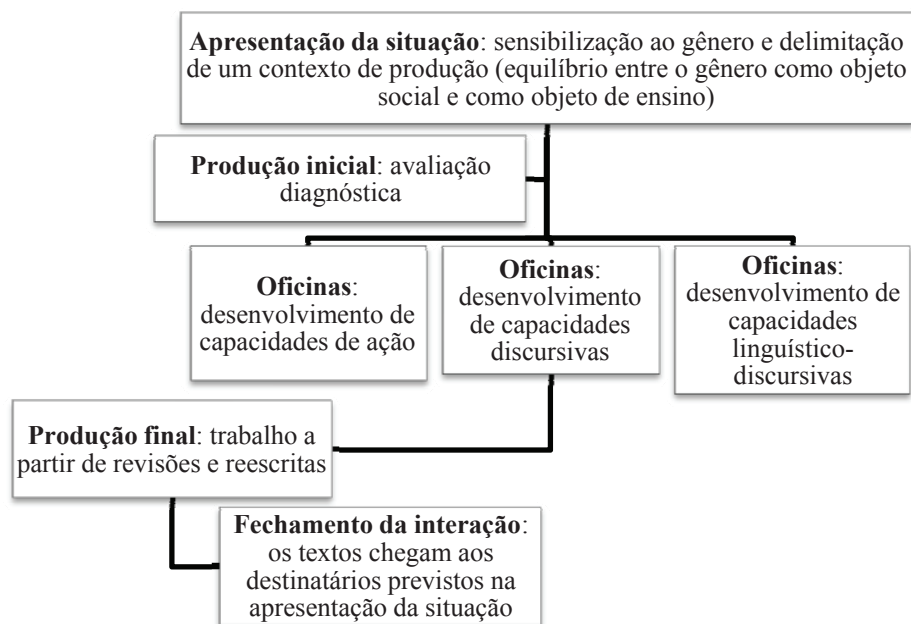 Apresentação da situação: sensibilização ao gênero e delimitação
de um contexto de produção (equilíbrio entre o gênero como objeto
social e como objeto de ensino)
Produção inicial: avaliação
diagnóstica
Oficinas:
desenvolvimento de
capacidades de ação
Oficinas:
desenvolvimento
de capacidades
discursivas
Oficinas:
desenvolvimento de
capacidades
linguístico-
discursivas
Produção final: trabalho a
partir de revisões e reescritas
Fechamento da interação:
os textos chegam aos
destinatários previstos na
apresentação da situação